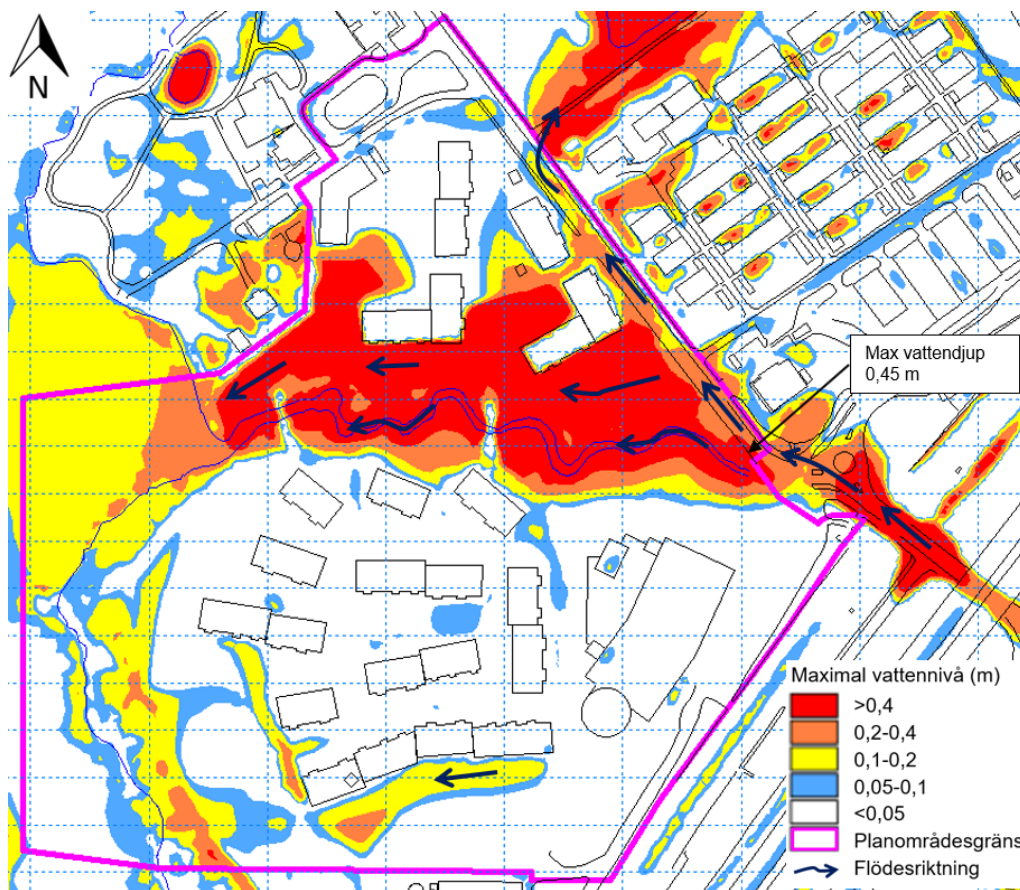 N
Max vattendjup
0,45 m
Maximal vattennivå (m)
>0,4
0,2-0,4
0,1-0,2
0,05-0,1
<0,05
Planområdesgräns
Flödesriktning